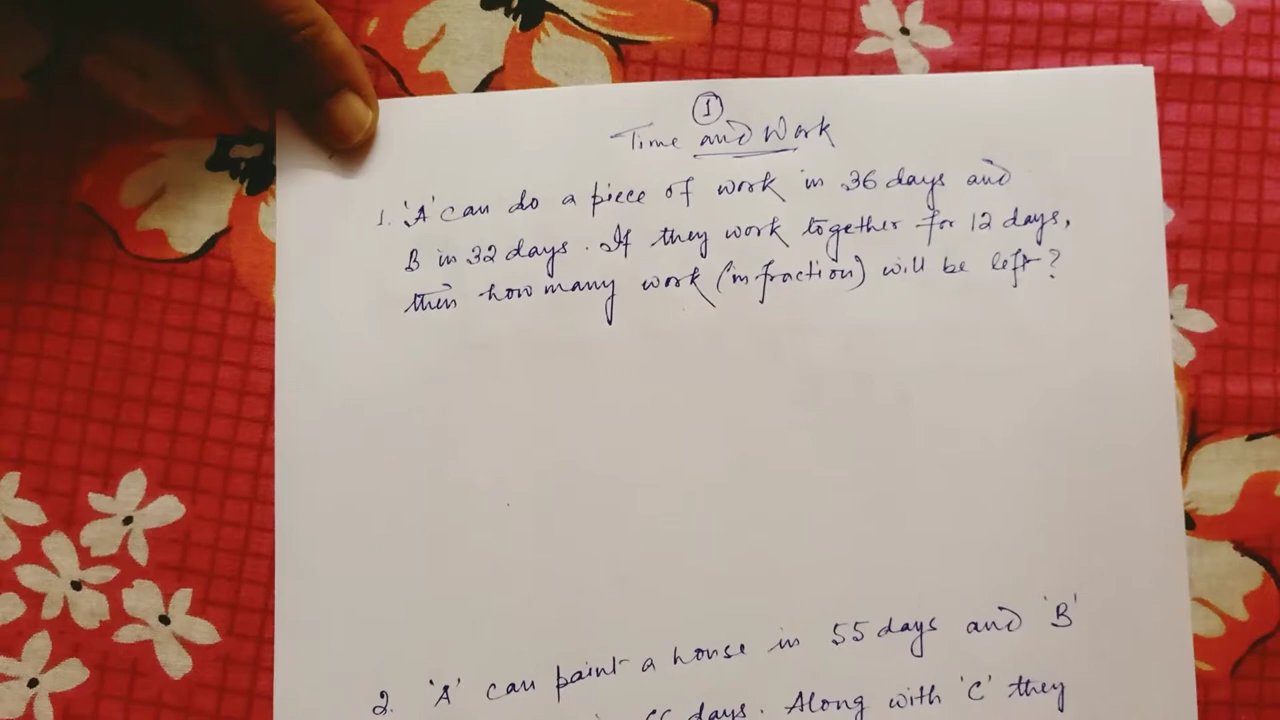 1
Time and Work
1. 'A' can do a piece of work in 36 days and
B in 32 days. If they work together for 12 days,
then how many work (in fraction) will be left?
2. 'A' can paint a house in 55 days and 'B'
days. Along with 'C' they